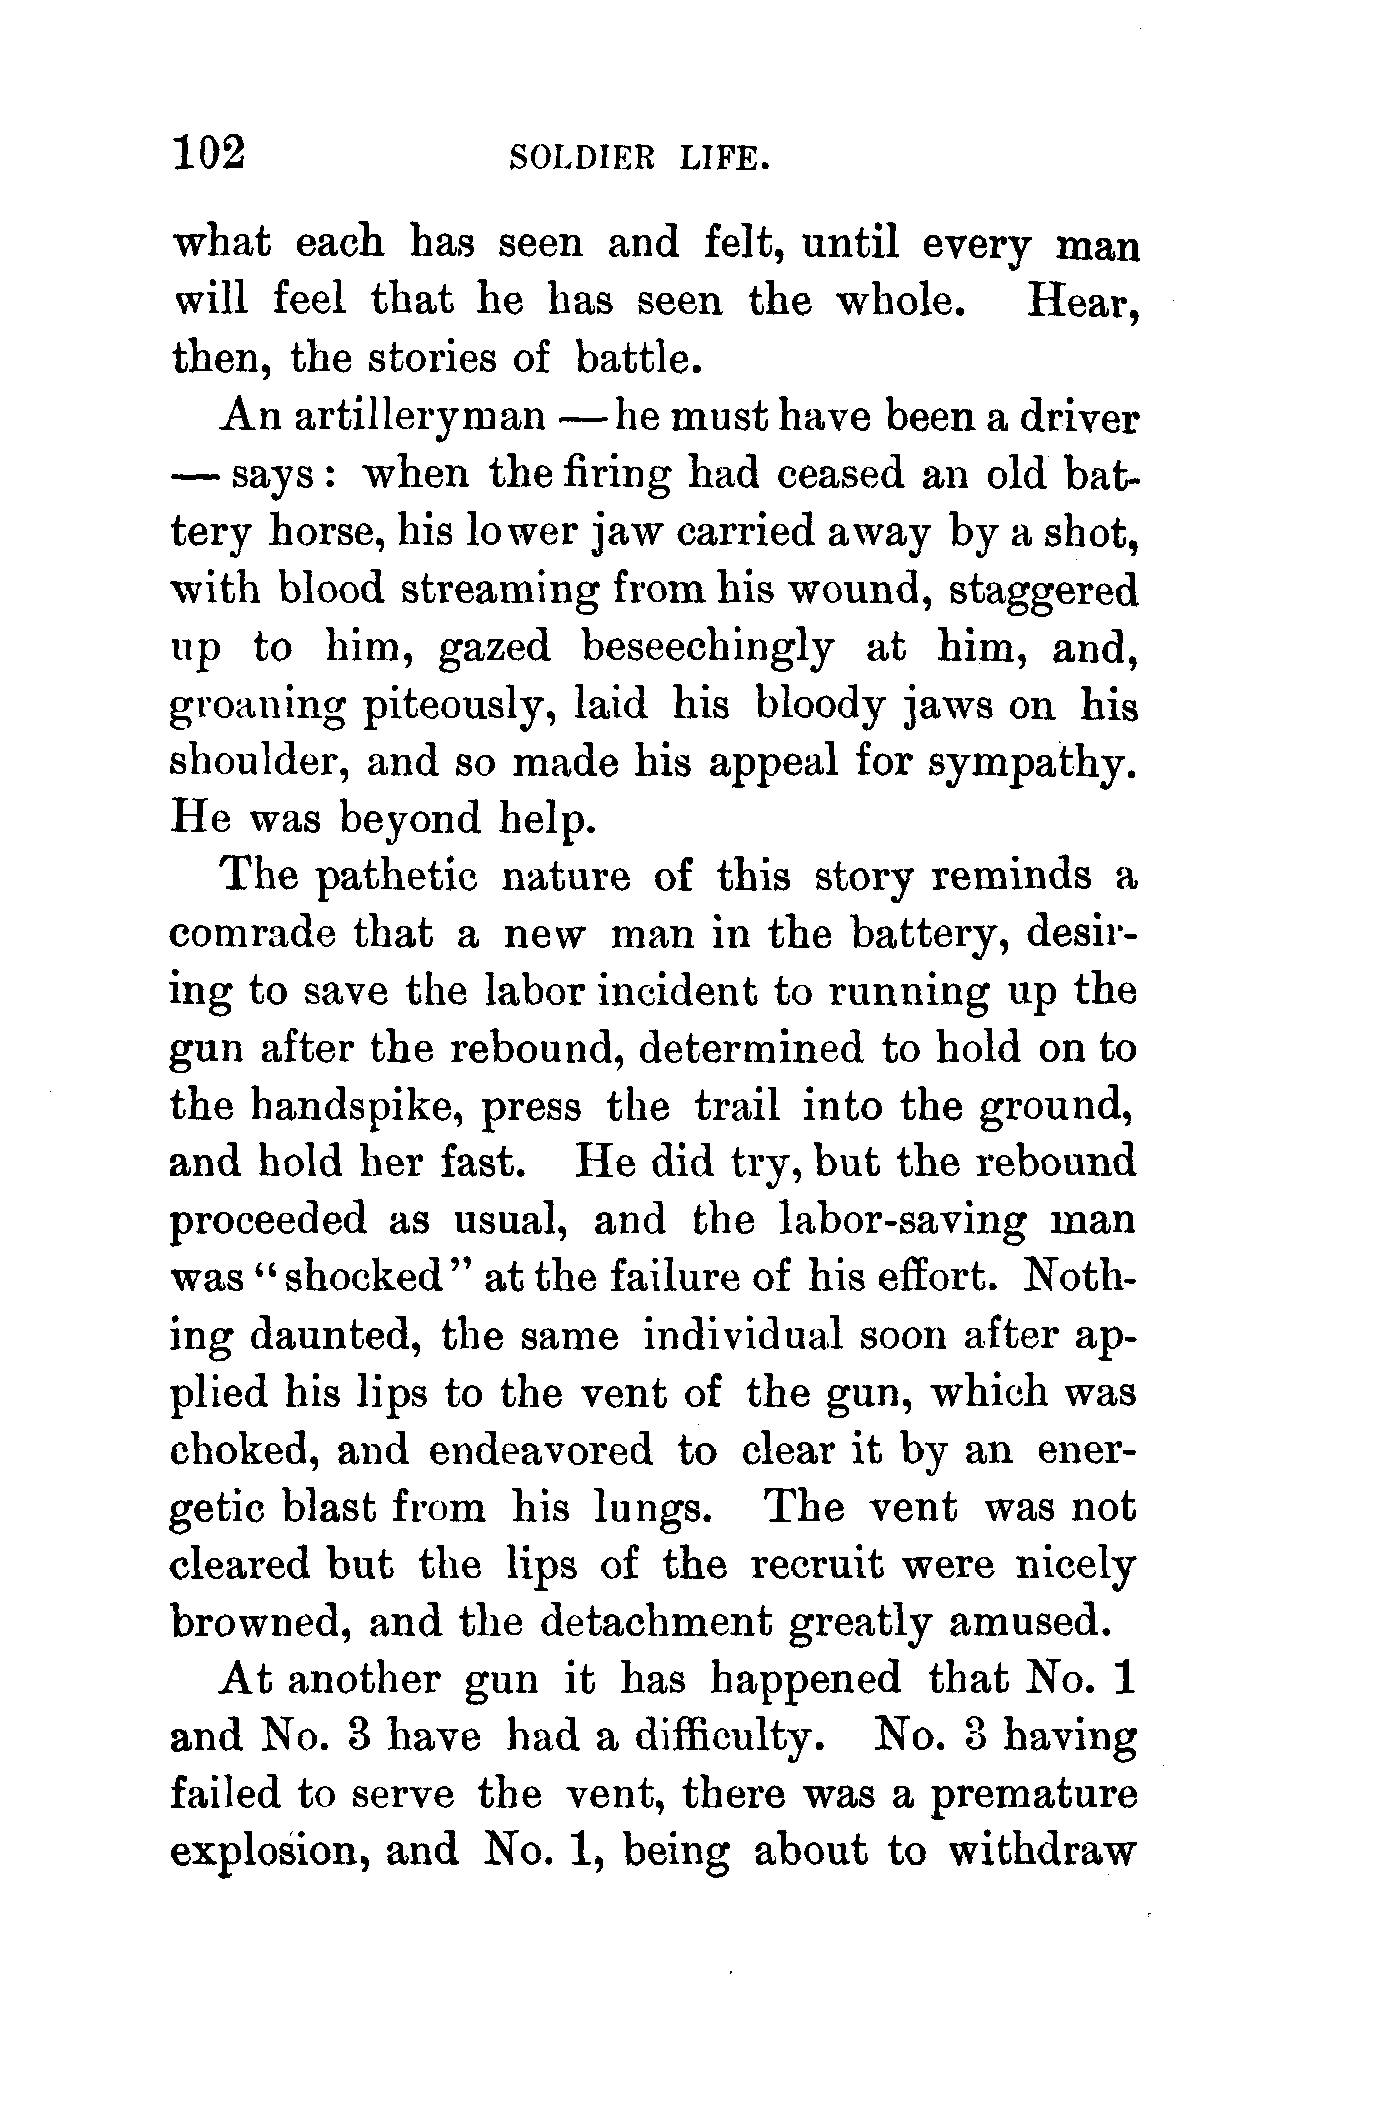 102 SOLDIER LIFE.
what each has seen and felt, until every man
will feel that he has seen the whole. Hear,
then, the stories of battle.
An artilleryman — he must have been a driver
— says : when the firing had ceased an old bat-
tery horse, his lower jaw carried away by a shot,
with blood streaming from his wound, staggered
up to him, gazed beseechingly at him, and,
groaning piteously, laid his bloody jaws on his
shoulder, and so made his appeal for sympathy.
He was beyond help.
The pathetic nature of this story reminds a
comrade that a new man in the battery, desir-
ing to save the labor incident to running up the
gun after the rebound, determined to hold on to
the handspike, press the trail into the ground,
and hold her fast. He did try, but the rebound
proceeded as usual, and the labor-saving man
was “shocked” at the failure of his effort. Noth-
ing daunted, the same individual soon after ap-
plied his lips to the vent of the gun, which was
choked, and endeavored to clear it by an ener-
getic blast from his lungs. The vent was not
cleared but the lips of the recruit were nicely
browned, and the detachment greatly amused.
At another gun it has happened that No. 1
and No. 3 have had a difficulty. No. 3 having
failed to serve the vent, there was a premature
explosion, and No. 1, being about to withdraw